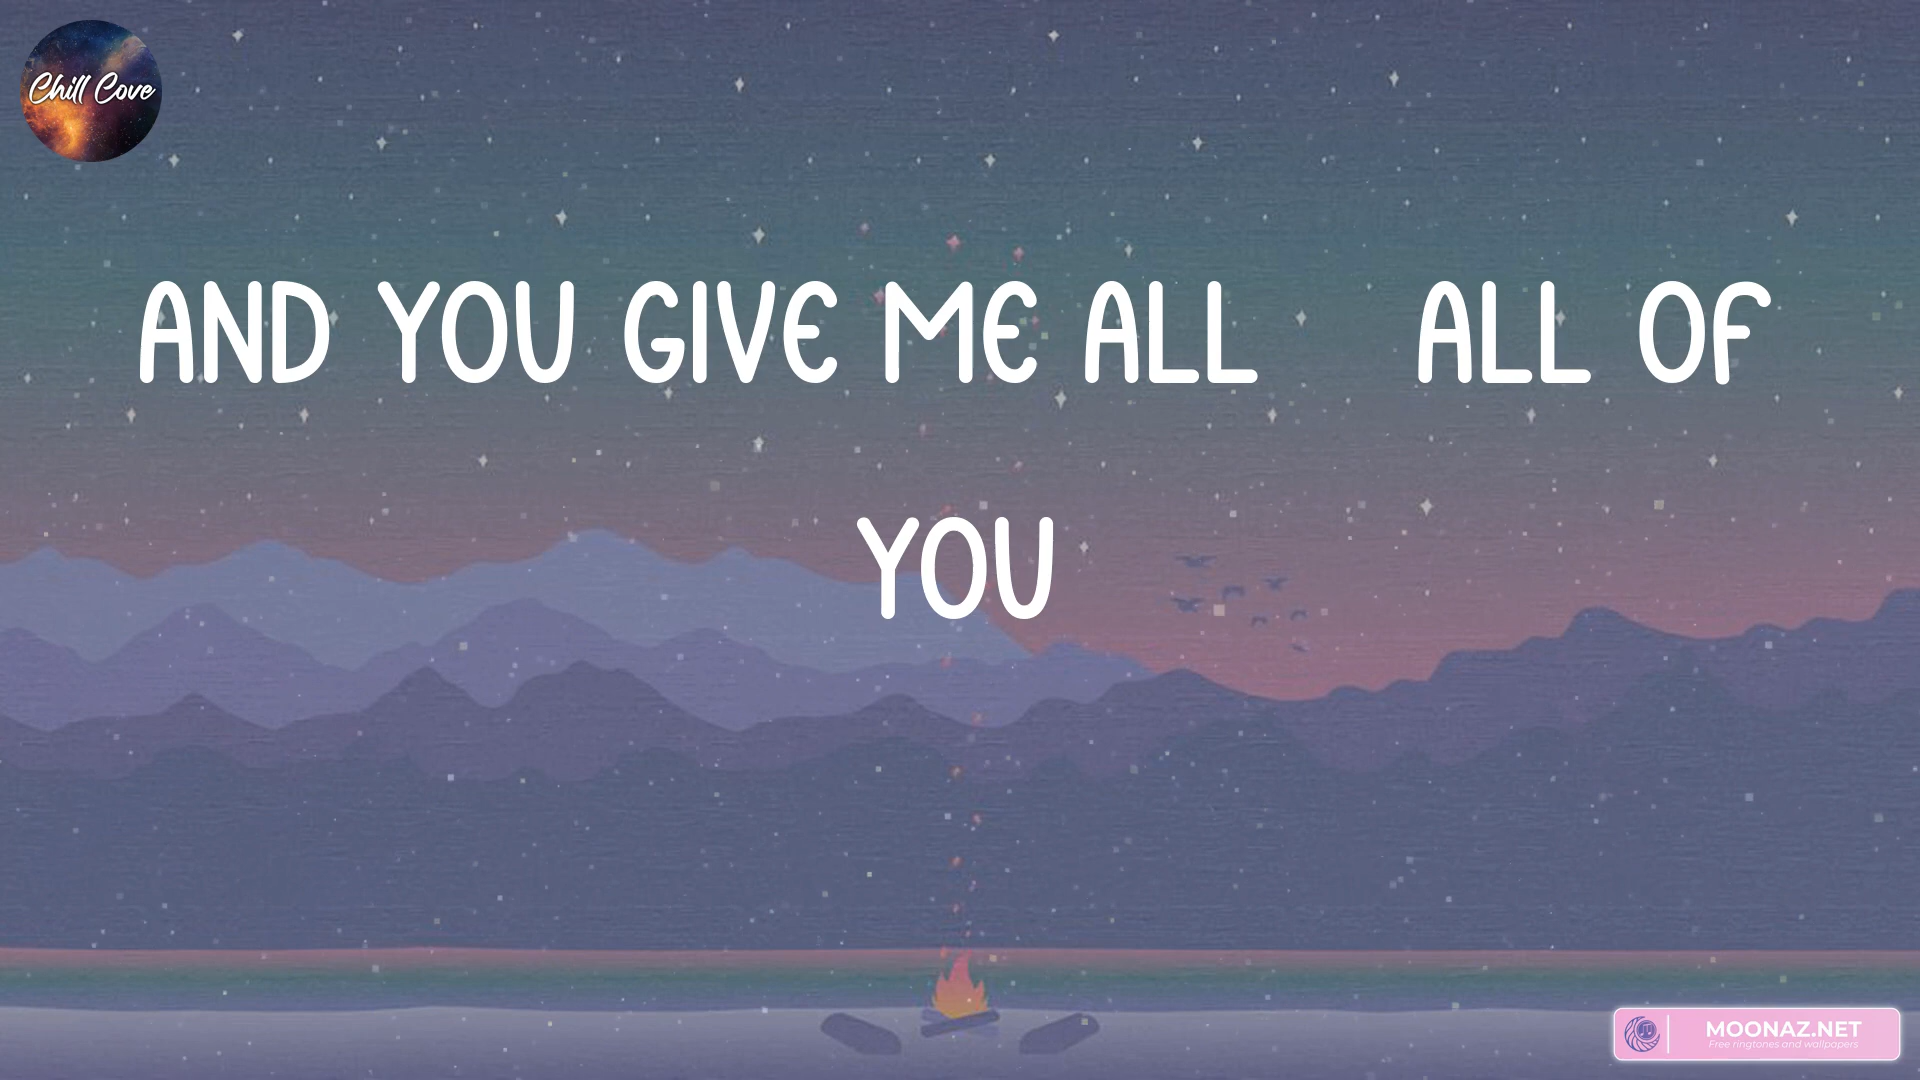 Chill Cove
AND YOU GIVE ME ALL ALL OF
YOU
MOONAZ.NET
Free ringtones and wallpapers